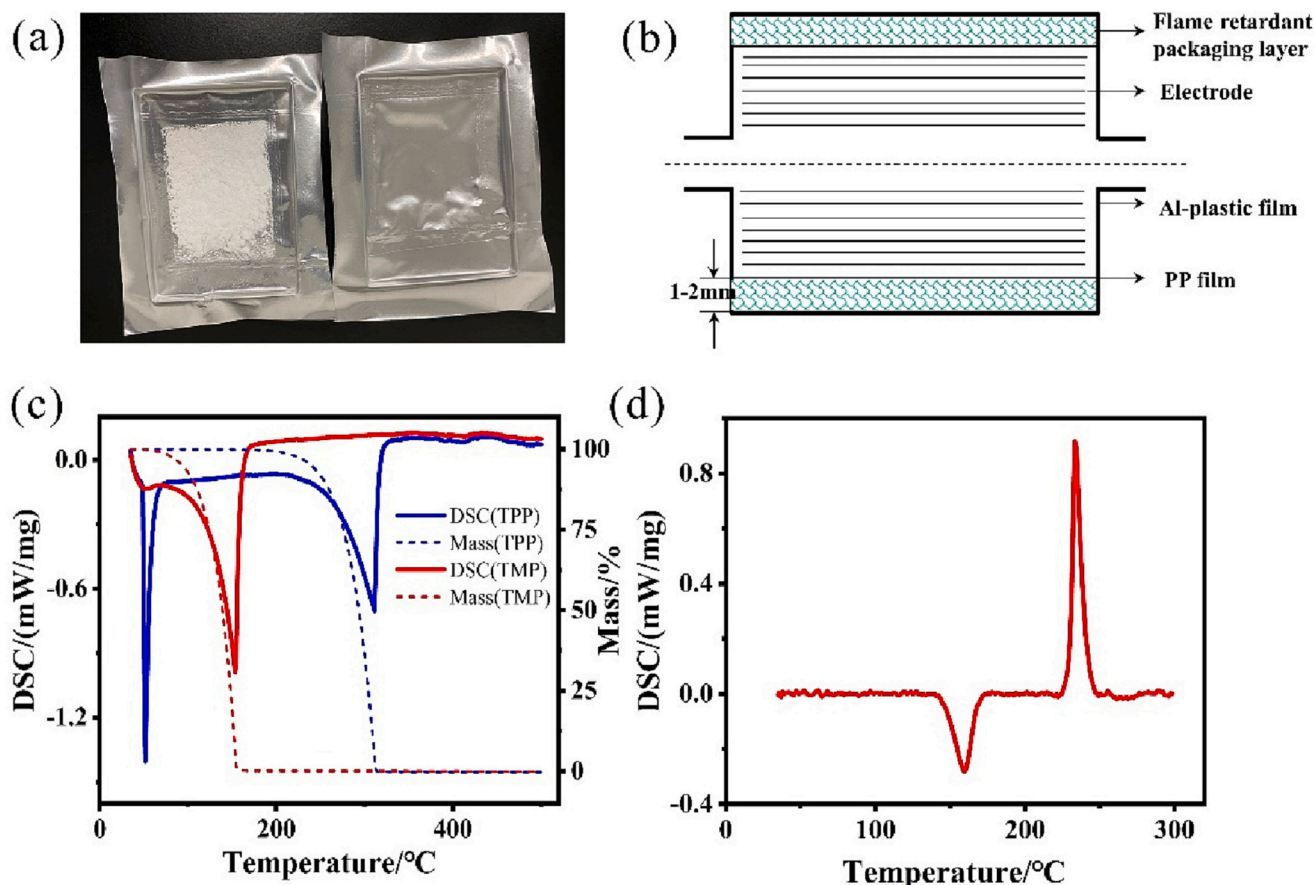 (a)
(b)
Flame retardant
packaging layer
Electrode
Al-plastic film
PP film
1-2mm
(c)
DSC/(mW/mg)
0.0
-0.6
-1.2
DSC(TPP)
Mass(TPP)
DSC(TMP)
Mass(TMP)
100
75
50
25
0
Mass/%
0
200
400
Temperature/°C
(d)
DSC/(mW/mg)
0.8
0.4
0.0
-0.4
0
100
200
300
Temperature/°C